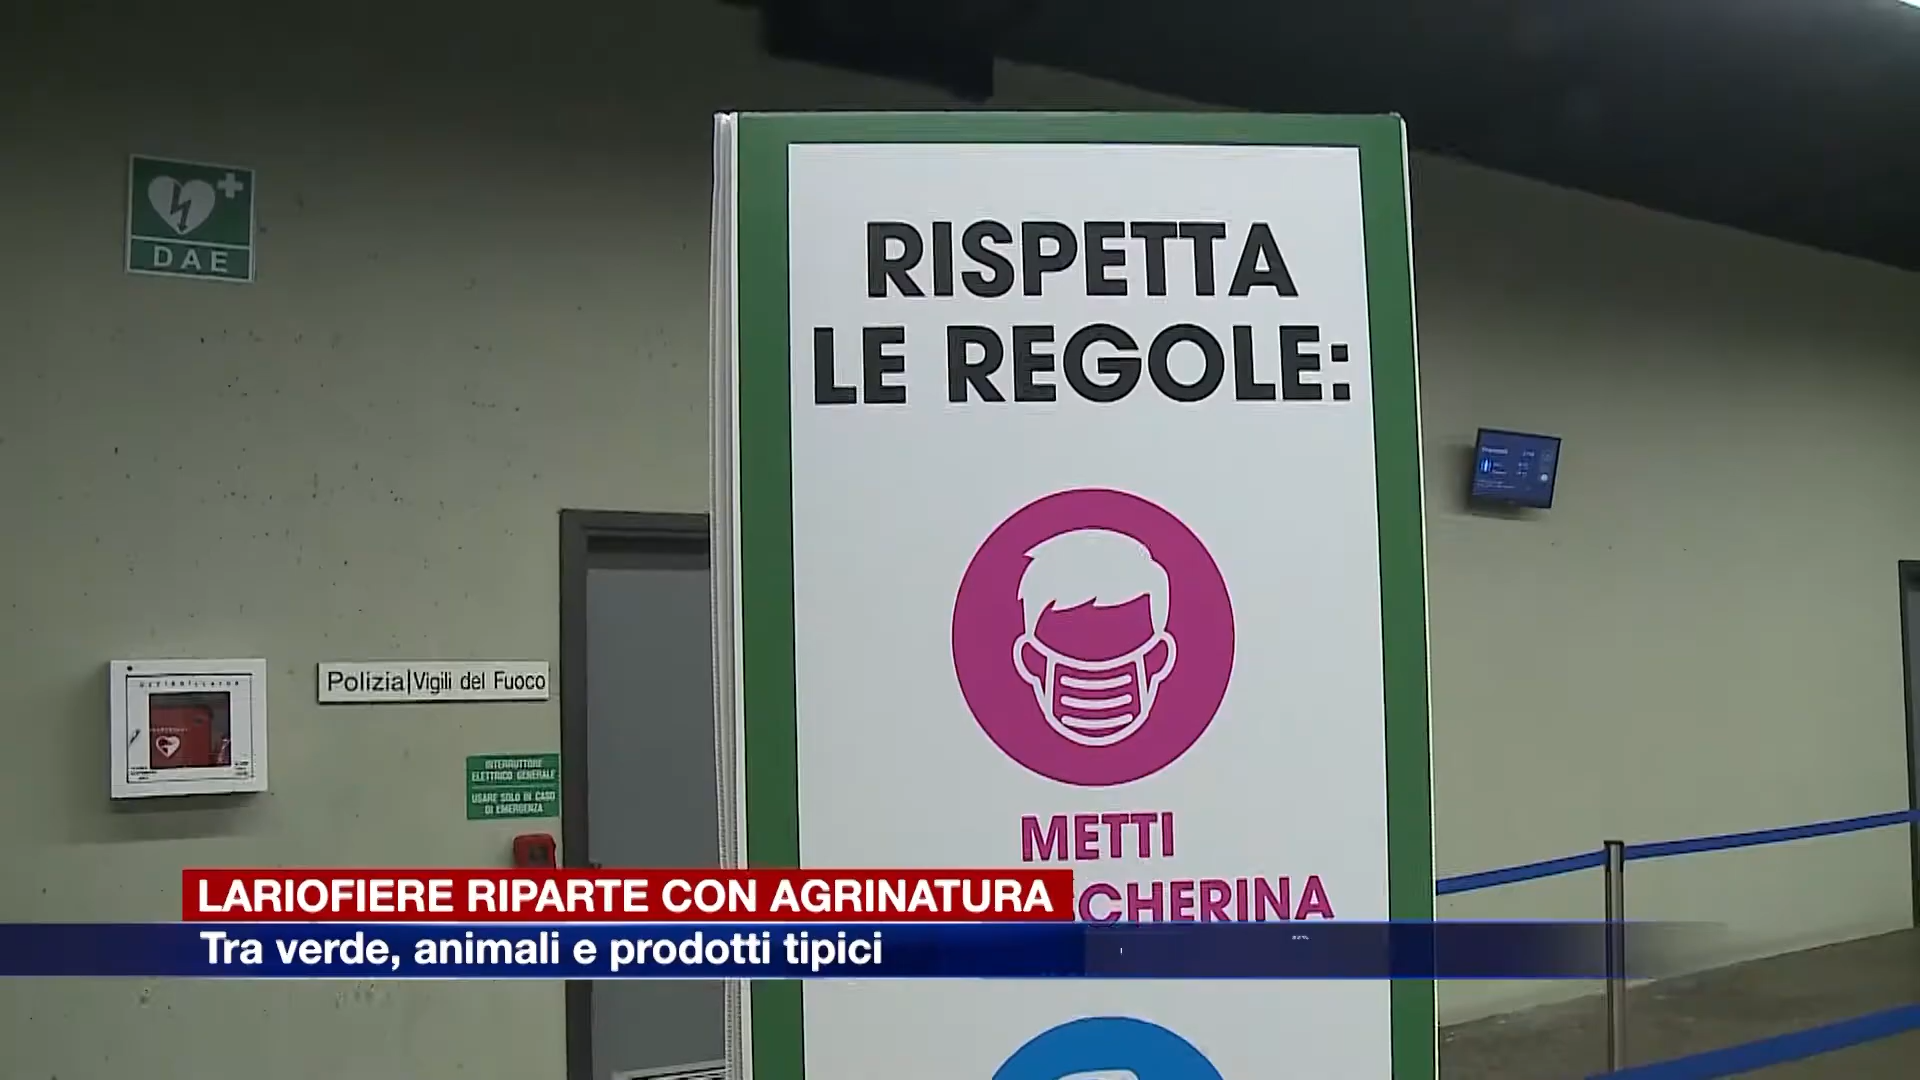 DAE
RISPETTA
LE REGOLE:
Polizia|Vigili del Fuoco
INTERRUTTORE
ELETTRICO GENERALE
USARE SOLO IN CASO
DI EMERGENZA
METTI
CHERINA
LARIOFIERE RIPARTE CON AGRINATURA
Tra verde, animali e prodotti tipici